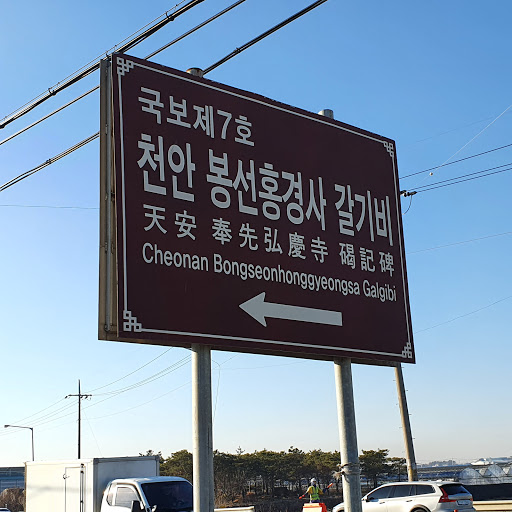 국보제7호
천안 봉선홍경사 갈기비
天安 奉先弘慶寺 碣記碑
Cheonan Bongseonhonggyeongsa Galgibi